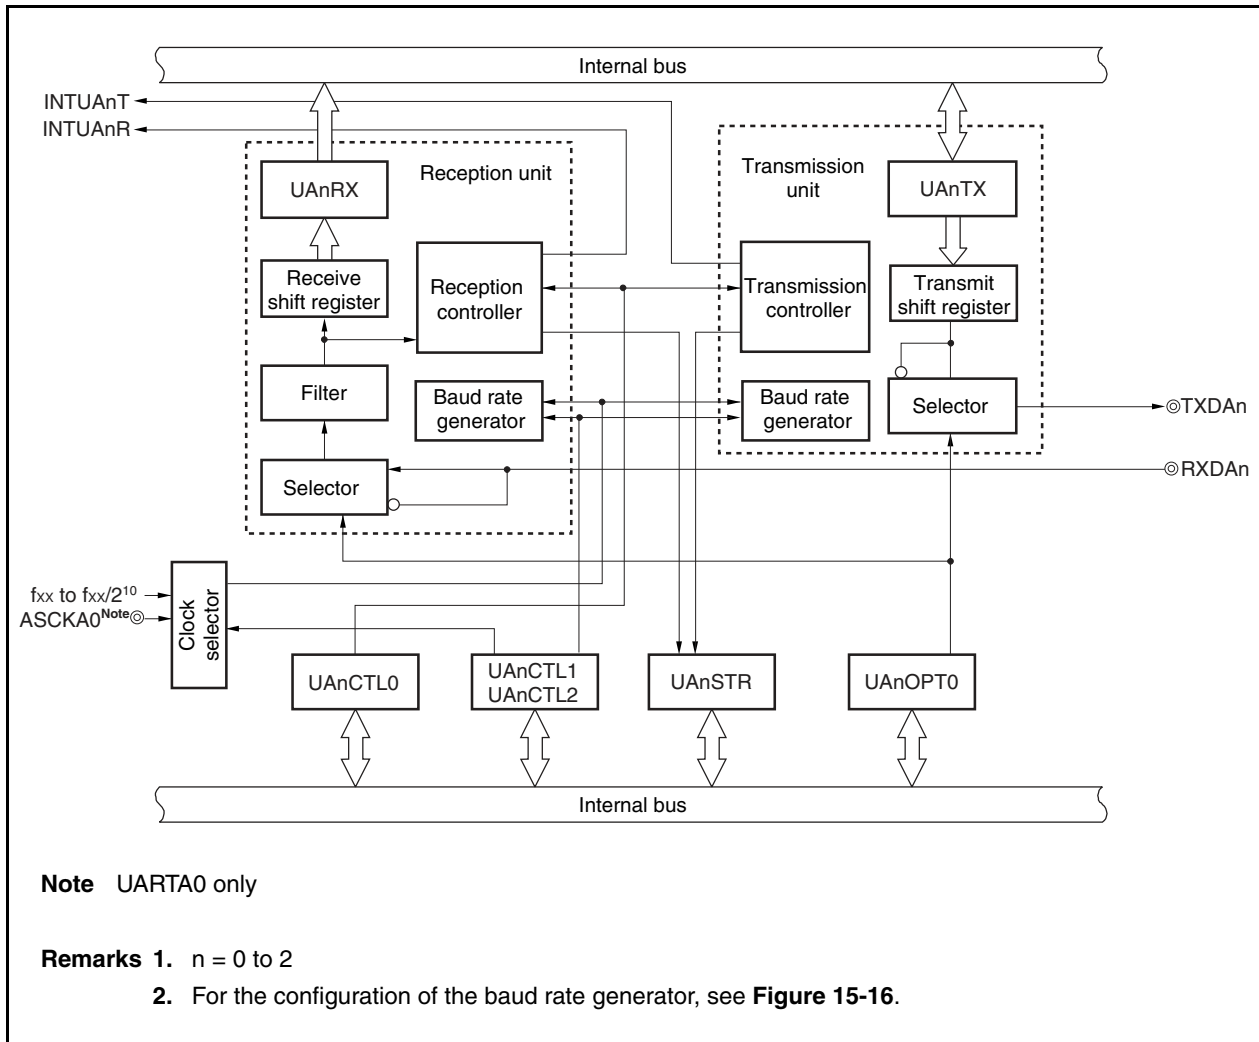 Internal bus
INTUAnT
INTUAnR
Reception unit
Transmission
unit
UAnRX
UAnTX
Receive
shift register
Reception
controller
Transmission
controller
Transmit
shift register
Filter
Baud rate
generator
Baud rate
generator
Selector
TXDAn
Selector
RXDAn
fxx to fxx/2¹⁰
ASCKA0Note
Clock
selector
UAnCTL0
UAnCTL1
UAnCTL2
UAnSTR
UAnOPT0
Internal bus
Note UARTA0 only
Remarks 1. n = 0 to 2
2. For the configuration of the baud rate generator, see Figure 15-16.